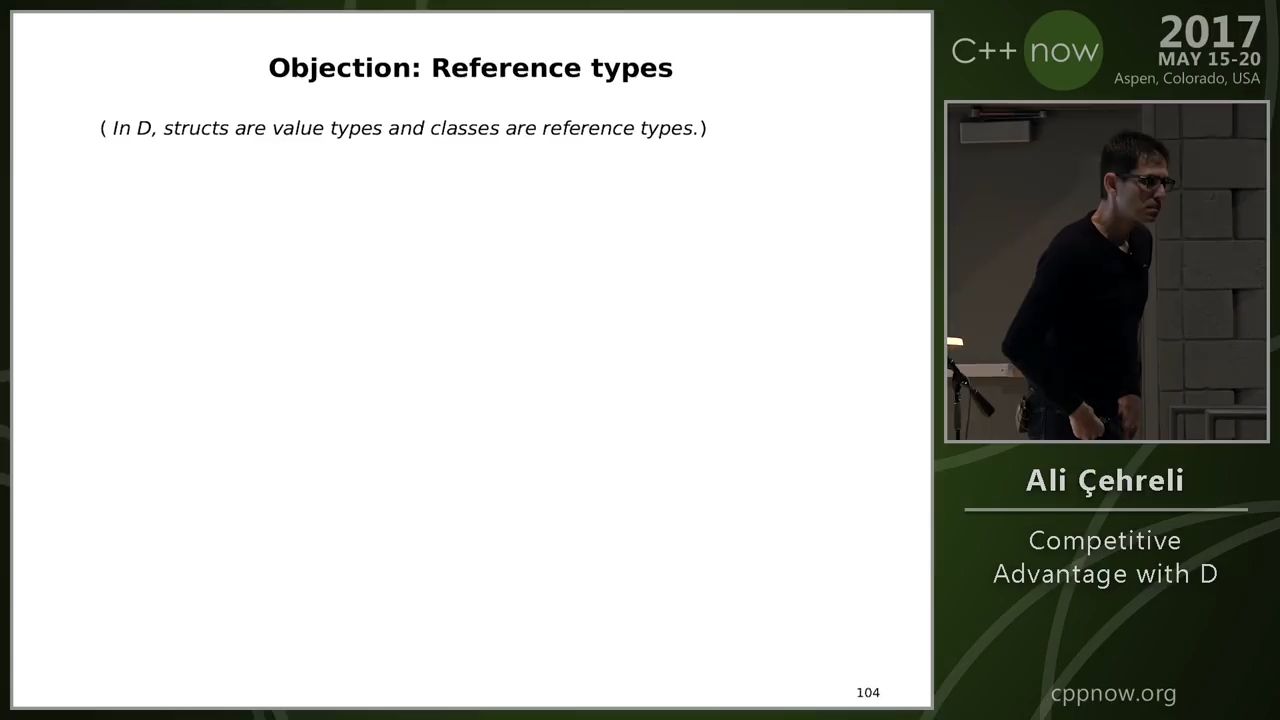 Objection: Reference types
( In D, structs are value types and classes are reference types.)
104
C++ now
2017
MAY 15-20
Aspen, Colorado, USA
Ali Çehreli
Competitive
Advantage with D
cppnow.org